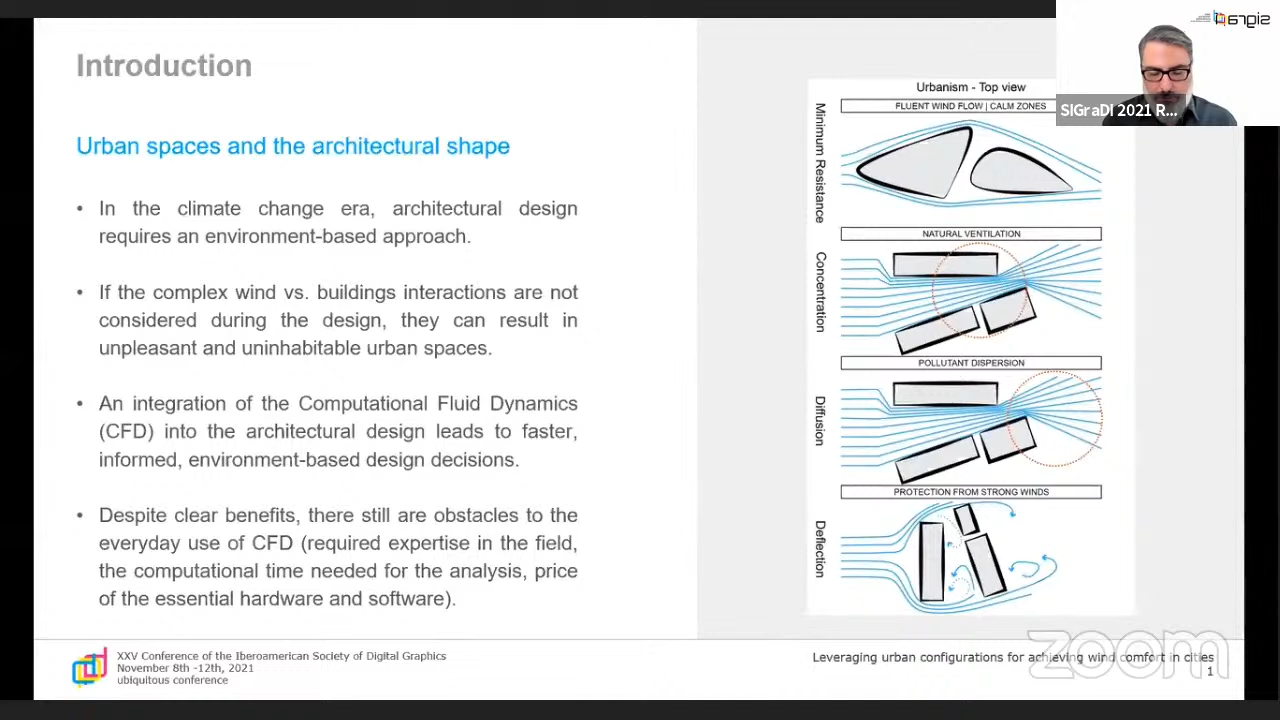 Introduction
Urban spaces and the architectural shape
• In the climate change era, architectural design
requires an environment-based approach.
• If the complex wind vs. buildings interactions are not
considered during the design, they can result in
unpleasant and uninhabitable urban spaces.
• An integration of the Computational Fluid Dynamics
(CFD) into the architectural design leads to faster,
informed, environment-based design decisions.
• Despite clear benefits, there still are obstacles to the
everyday use of CFD (required expertise in the field,
the computational time needed for the analysis, price
of the essential hardware and software).
Urbanism - Top view
FLUENT WIND FLOW | CALM ZONES
Minimum Resistance
NATURAL VENTILATION
Concentration
POLLUTANT DISPERSION
Diffusion
PROTECTION FROM STRONG WINDS
Deflection
SIGraDi 2021 R...
XXV Conference of the Iberoamerican Society of Digital Graphics
November 8th -12th, 2021
ubiquitous conference
Leveraging urban configurations for achieving wind comfort in cities
1
zoom